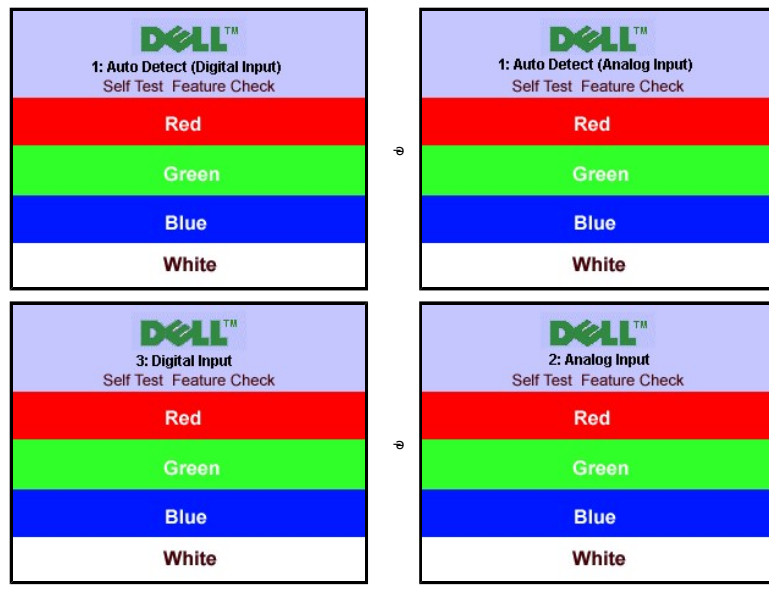 DELL™
1: Auto Detect (Digital Input)
Self Test Feature Check
Red
Green
Blue
White
e
DELL™
1: Auto Detect (Analog Input)
Self Test Feature Check
Red
Green
Blue
White
DELL™
3: Digital Input
Self Test Feature Check
Red
Green
Blue
White
e
DELL™
2: Analog Input
Self Test Feature Check
Red
Green
Blue
White